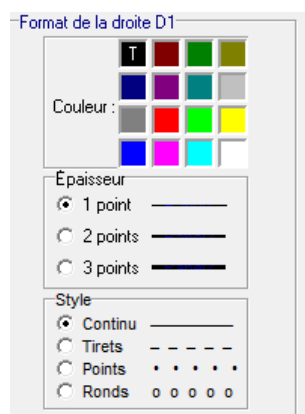 Format de la droite D1
T
Couleur :
Épaisseur
1 point
2 points
3 points
Style
Continu
Tirets
Points
Ronds